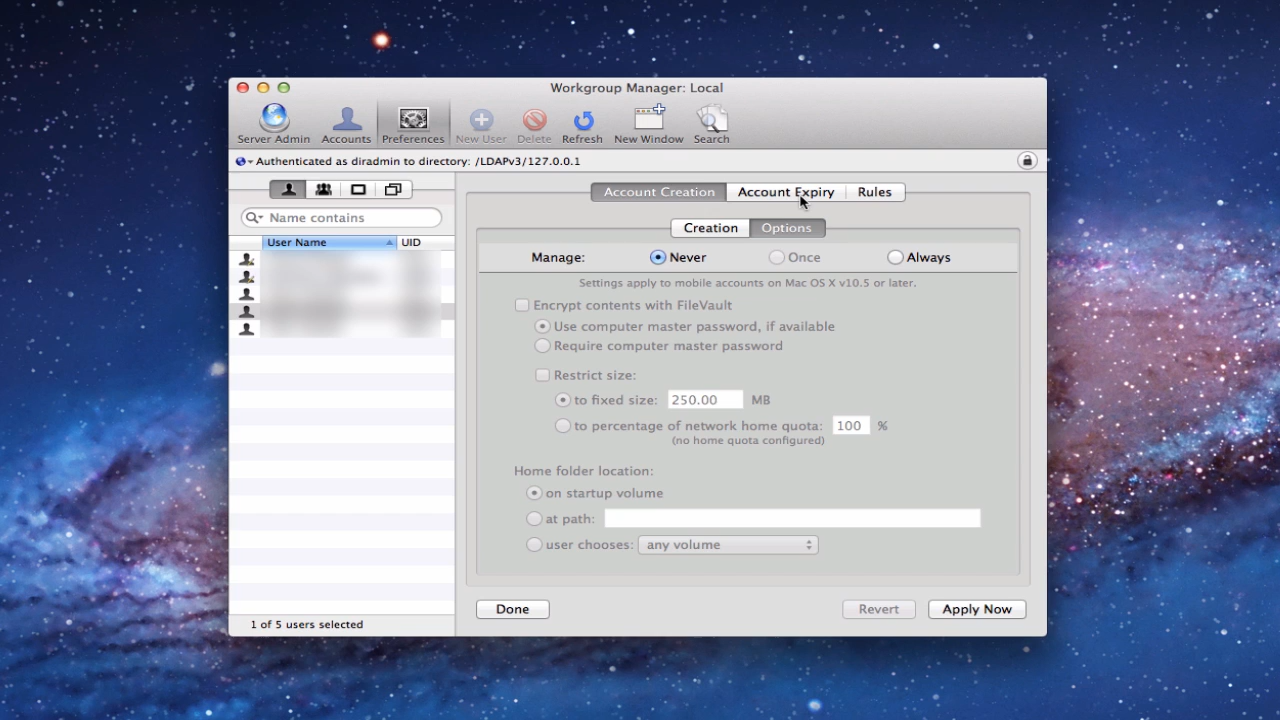 Workgroup Manager: Local
Server Admin Accounts Preferences New User Delete Refresh New Window Search
Authenticated as diradmin to directory: /LDAPv3/127.0.0.1
Account Creation Account Expiry Rules
Name contains
Creation Options
User Name UID
Manage: Never Once Always
Settings apply to mobile accounts on Mac OS X v10.5 or later.
Encrypt contents with FileVault
Use computer master password, if available
Require computer master password
Restrict size:
to fixed size: 250.00 MB
to percentage of network home quota: 100 %
(no home quota configured)
Home folder location:
on startup volume
at path:
user chooses: any volume
Done Revert Apply Now
1 of 5 users selected